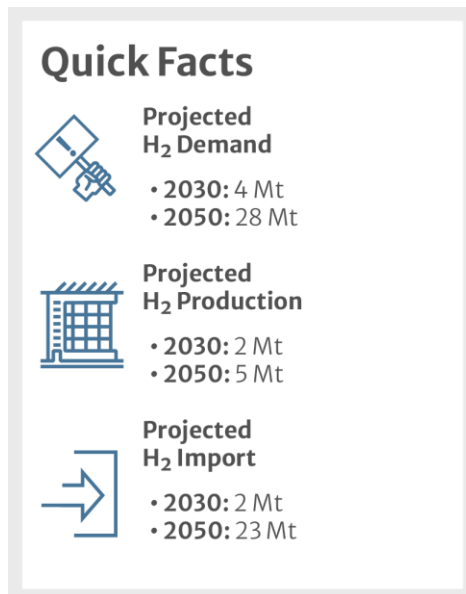 Quick Facts
Projected
H₂ Demand
• 2030: 4 Mt
• 2050: 28 Mt
Projected
H₂ Production
• 2030: 2 Mt
• 2050: 5 Mt
Projected
H₂ Import
• 2030: 2 Mt
• 2050: 23 Mt